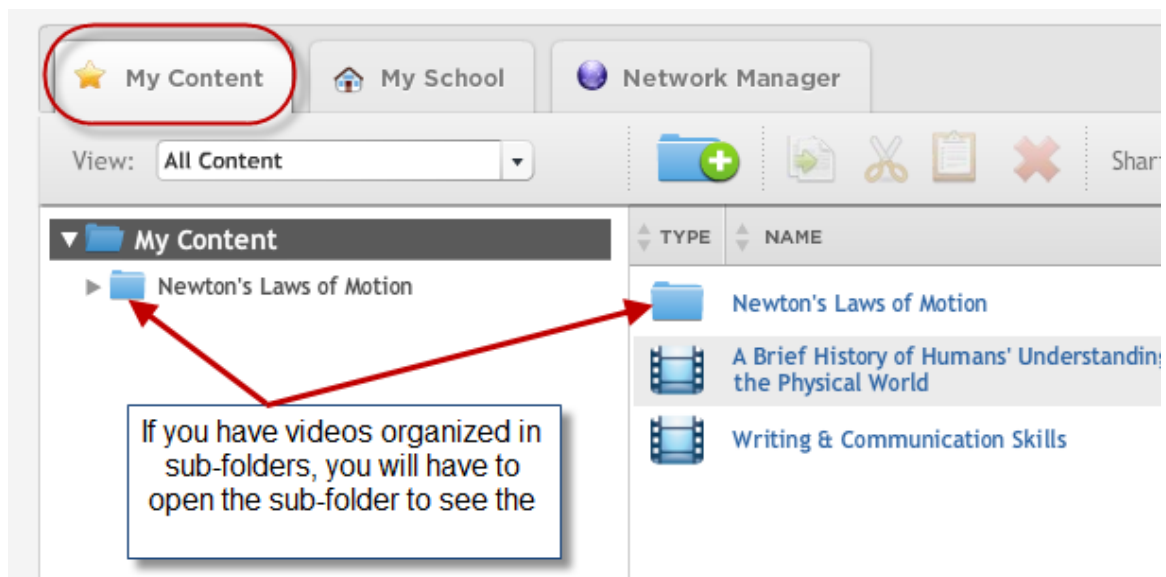 My Content
My School
Network Manager
View: All Content
My Content
TYPE NAME
Newton's Laws of Motion
Newton's Laws of Motion
A Brief History of Humans' Understanding
the Physical World
Writing & Communication Skills
If you have videos organized in
sub-folders, you will have to
open the sub-folder to see the